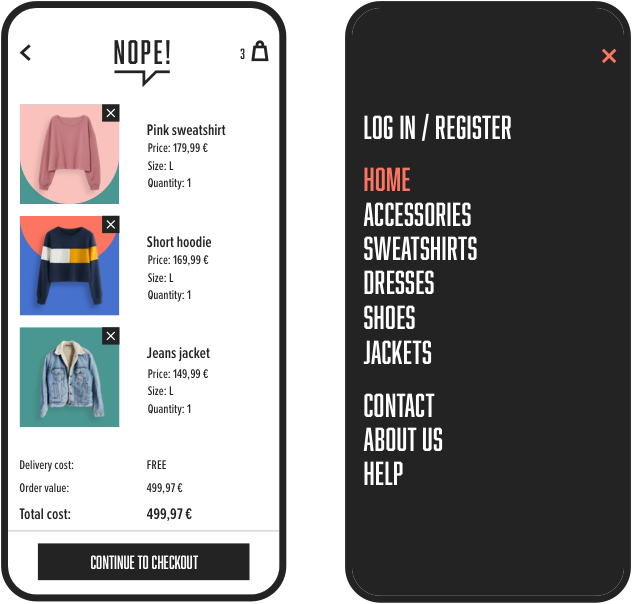 NOPE!
3
Pink sweatshirt
Price: 179,99 €
Size: L
Quantity: 1
Short hoodie
Price: 169,99 €
Size: L
Quantity: 1
Jeans jacket
Price: 149,99 €
Size: L
Quantity: 1
Delivery cost: FREE
Order value: 499,97 €
Total cost: 499,97 €
CONTINUE TO CHECKOUT
LOG IN / REGISTER
HOME
ACCESSORIES
SWEATSHIRTS
DRESSES
SHOES
JACKETS
CONTACT
ABOUT US
HELP